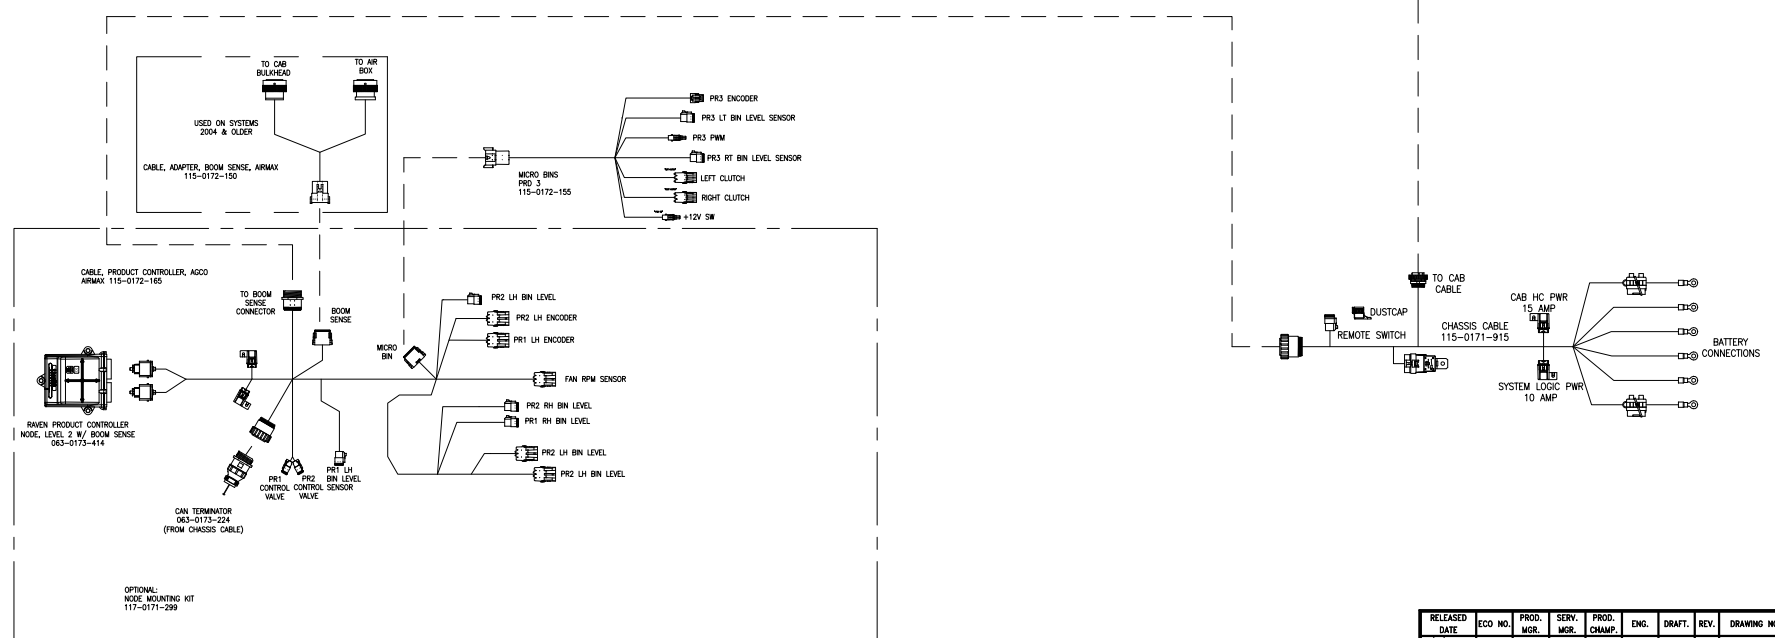 TO CAB
BULKHEAD
TO AIR
BOX
USED ON SYSTEMS
2004 & OLDER
CABLE, ADAPTER, BOOM SENSE, AIRMAX
115-0172-150
MICRO BINS
PRD 3
115-0172-155
PR3 ENCODER
PR3 LT BIN LEVEL SENSOR
PR3 PWM
PR3 RT BIN LEVEL SENSOR
LEFT CLUTCH
RIGHT CLUTCH
+12V SW
CABLE, PRODUCT CONTROLLER, AGCO
AIRMAX 115-0172-165
TO BOOM
SENSE
CONNECTOR
BOOM
SENSE
MICRO
BIN
PR2 LH BIN LEVEL
PR2 LH ENCODER
PR1 LH ENCODER
FAN RPM SENSOR
PR2 RH BIN LEVEL
PR1 RH BIN LEVEL
PR2 LH BIN LEVEL
PR2 LH BIN LEVEL
RAVEN PRODUCT CONTROLLER
NODE, LEVEL 2 W/ BOOM SENSE
063-0173-414
PR1
CONTROL
VALVE
PR2
CONTROL
VALVE
PR1 LH
BIN LEVEL
SENSOR
CAN TERMINATOR
063-0173-224
(FROM CHASSIS CABLE)
OPTIONAL:
NODE MOUNTING KIT
117-0171-299
TO CAB
CABLE
DUSTCAP
REMOTE SWITCH
CHASSIS CABLE
115-0171-915
CAB HC PWR
15 AMP
SYSTEM LOGIC PWR
10 AMP
BATTERY
CONNECTIONS
RELEASED
DATE
ECO NO.
PROD.
MGR.
SERV.
MGR.
PROD.
CHAMP.
ENG.
DRAFT.
REV.
DRAWING NO